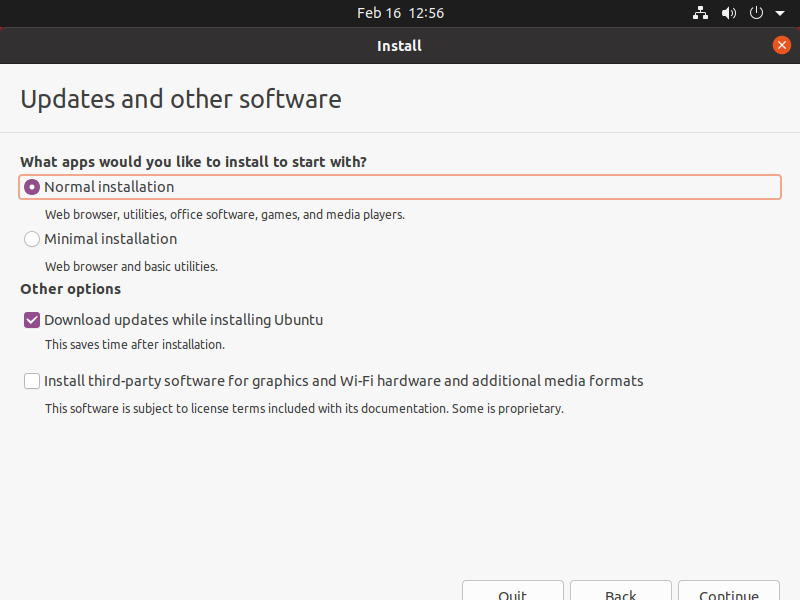 Feb 16 12:56
Install
Updates and other software
What apps would you like to install to start with?
Normal installation
Web browser, utilities, office software, games, and media players.
Minimal installation
Web browser and basic utilities.
Other options
Download updates while installing Ubuntu
This saves time after installation.
Install third-party software for graphics and Wi-Fi hardware and additional media formats
This software is subject to license terms included with its documentation. Some is proprietary.
Quit Back Continue